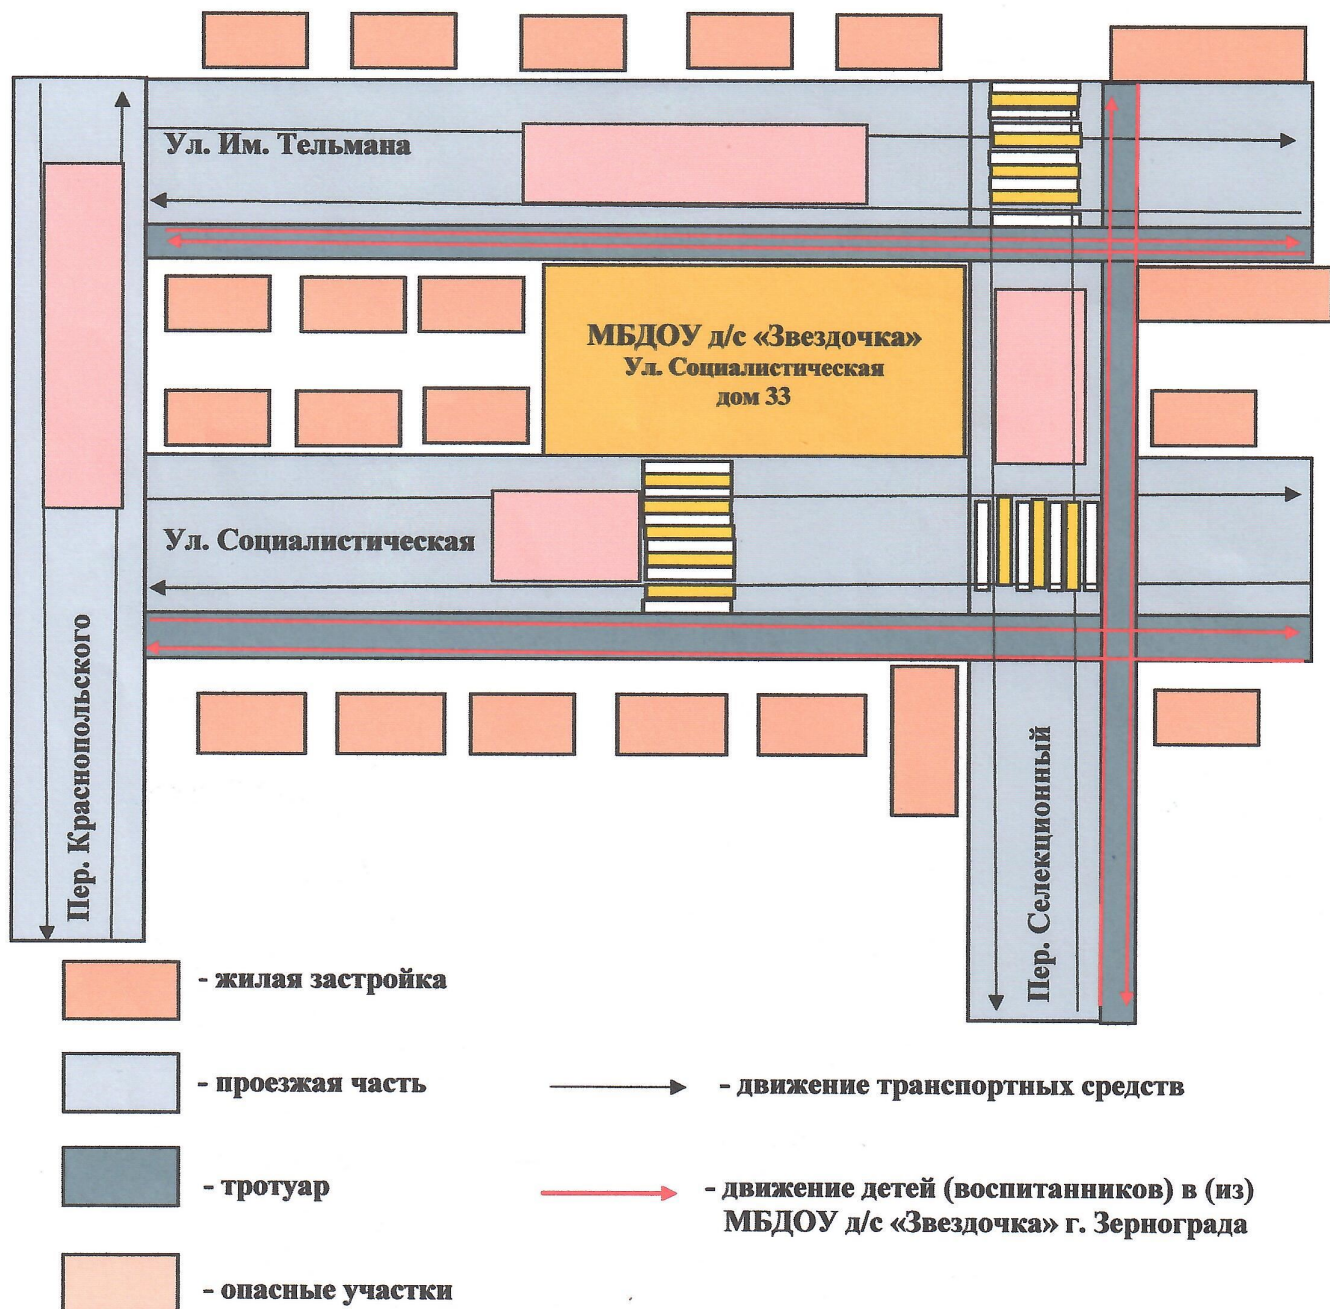 Ул. Им. Тельмана
МБДОУ д/с «Звездочка»
Ул. Социалистическая
дом 33
Ул. Социалистическая
Пер. Краснопольского
Пер. Селекционный
- жилая застройка
- проезжая часть
- движение транспортных средств
- тротуар
- движение детей (воспитанников) в (из)
МБДОУ д/с «Звездочка» г. Зернограда
- опасные участки